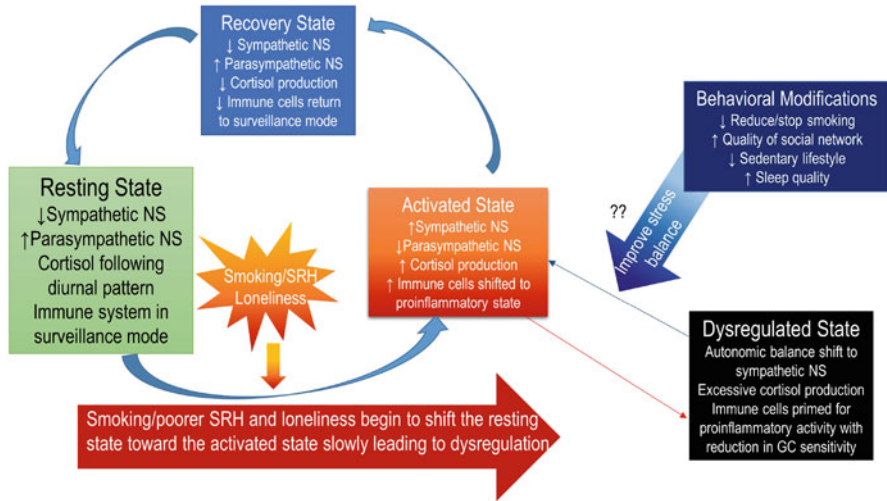 Recovery State
↓ Sympathetic NS
↑ Parasympathetic NS
↓ Cortisol production
↓ Immune cells return
to surveillance mode
Behavioral Modifications
↓ Reduce/stop smoking
↑ Quality of social network
↓ Sedentary lifestyle
↑ Sleep quality
Resting State
↓Sympathetic NS
↑Parasympathetic NS
Cortisol following
diurnal pattern
Immune system in
surveillance mode
Smoking/SRH
Loneliness
Activated State
↑Sympathetic NS
↓Parasympathetic NS
↑ Cortisol production
↑ Immune cells shifted to
proinflammatory state
??
Improve stress
balance
Dysregulated State
Autonomic balance shift to
sympathetic NS
Excessive cortisol production
Immune cells primed for
proinflammatory activity with
reduction in GC sensitivity
Smoking/poorer SRH and loneliness begin to shift the resting
state toward the activated state slowly leading to dysregulation